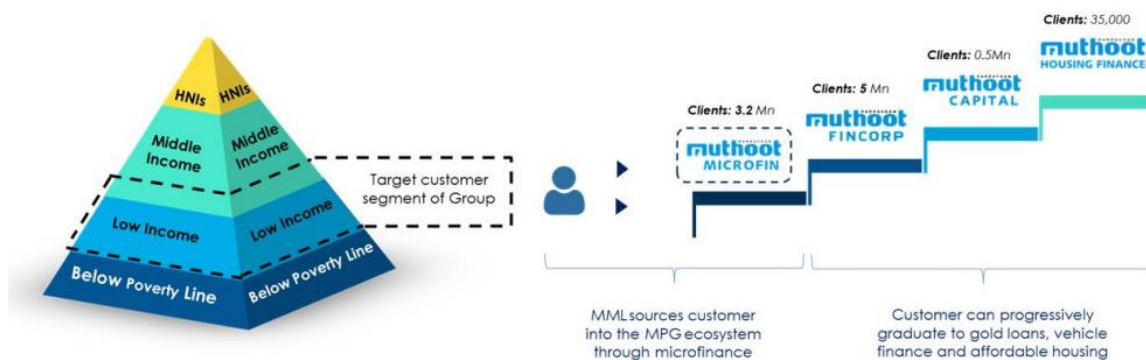 HNIs
HNIs
Middle
Income
Middle
Income
Low Income
Low Income
Below Poverty Line
Below Poverty Line
Target customer
segment of Group
Clients: 3.2 Mn
muthoot
MICROFIN
Clients: 5 Mn
muthoot
FINCORP
Clients: 0.5Mn
muthoot
CAPITAL
Clients: 35,000
muthoot
HOUSING FINANCE
MML sources customer
into the MPG ecosystem
through microfinance
Customer can progressively
graduate to gold loans, vehicle
finance and affordable housing